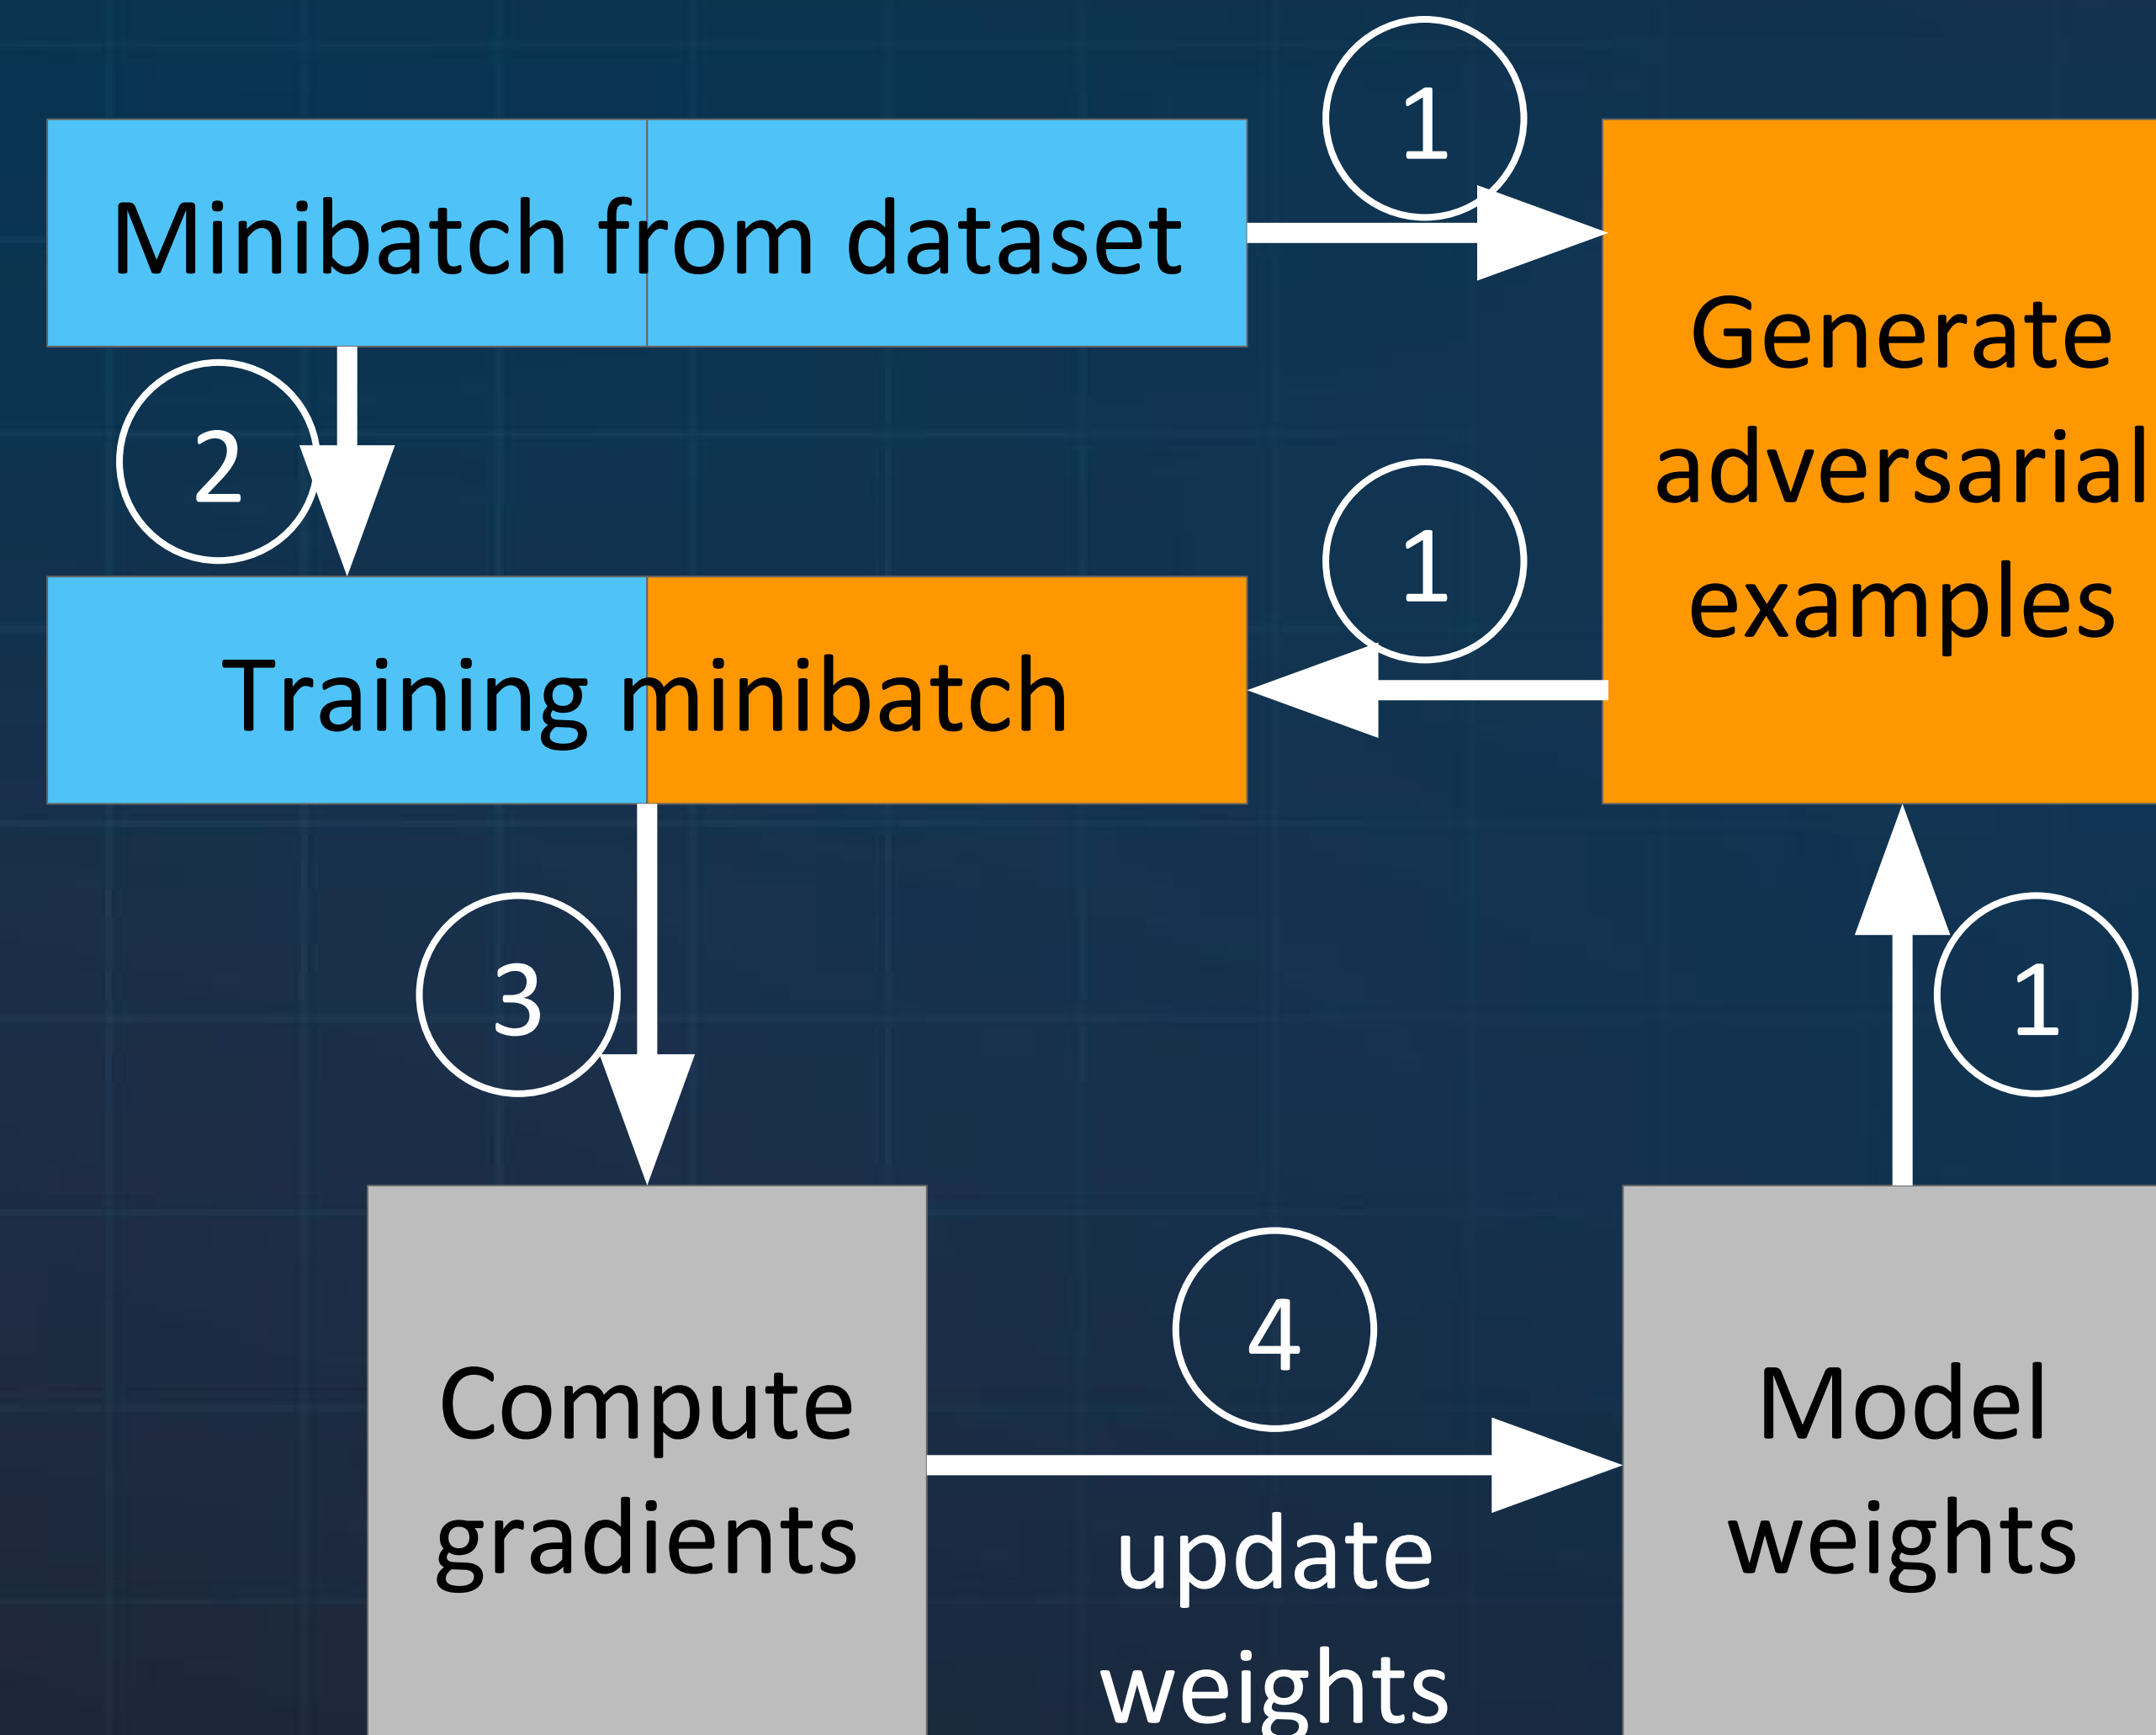 1
Minibatch from dataset
Generate
adversarial
examples
2
1
Training minibatch
3
1
4
Compute
gradients
update
weights
Model
weights